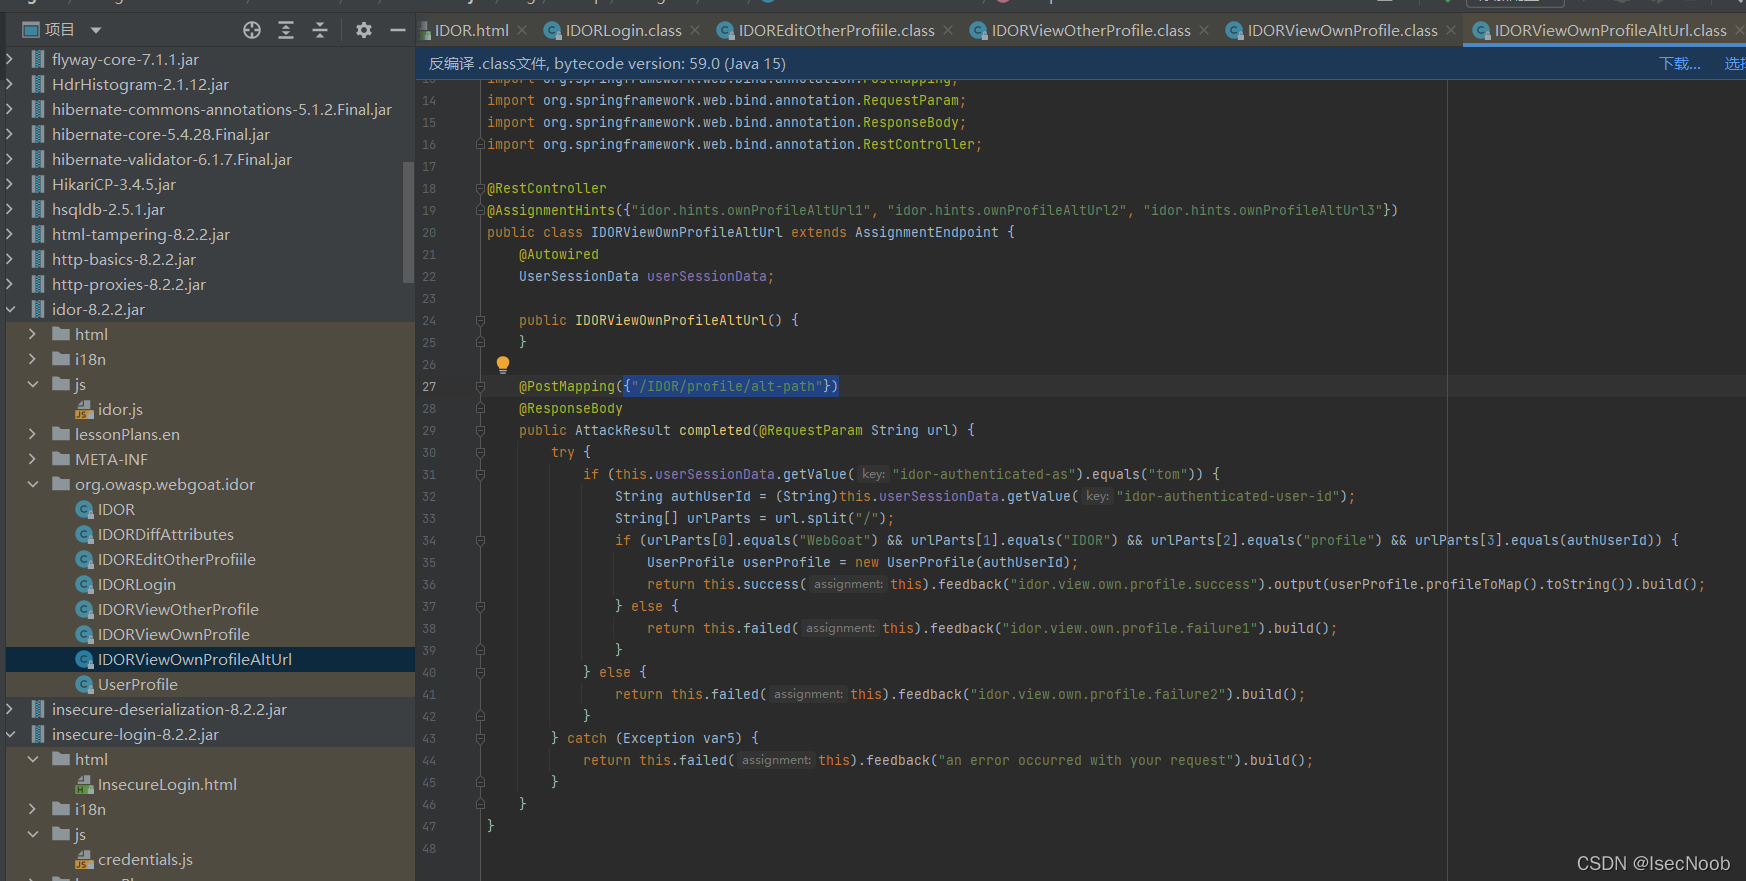 项目
IDOR.html
IDORLogin.class
IDOREditOtherProfiile.class
IDORViewOtherProfile.class
IDORViewOwnProfile.class
IDORViewOwnProfileAltUrl.class
反编译 .class文件, bytecode version: 59.0 (Java 15)
下载...
flyway-core-7.1.1.jar
HdrHistogram-2.1.12.jar
hibernate-commons-annotations-5.1.2.Final.jar
hibernate-core-5.4.28.Final.jar
hibernate-validator-6.1.7.Final.jar
HikariCP-3.4.5.jar
hsqldb-2.5.1.jar
html-tampering-8.2.2.jar
http-basics-8.2.2.jar
http-proxies-8.2.2.jar
idor-8.2.2.jar
html
i18n
js
idor.js
lessonPlans.en
META-INF
org.owasp.webgoat.idor
IDOR
IDORDiffAttributes
IDOREditOtherProfiile
IDORLogin
IDORViewOtherProfile
IDORViewOwnProfile
IDORViewOwnProfileAltUrl
UserProfile
insecure-deserialization-8.2.2.jar
insecure-login-8.2.2.jar
html
InsecureLogin.html
i18n
js
credentials.js
14 import org.springframework.web.bind.annotation.RequestParam;
15 import org.springframework.web.bind.annotation.ResponseBody;
16 import org.springframework.web.bind.annotation.RestController;
17
18 @RestController
19 @AssignmentHints({"idor.hints.ownProfileAltUrl1", "idor.hints.ownProfileAltUrl2", "idor.hints.ownProfileAltUrl3"})
20 public class IDORViewOwnProfileAltUrl extends AssignmentEndpoint {
21 @Autowired
22 UserSessionData userSessionData;
23
24 public IDORViewOwnProfileAltUrl() {
25 }
26
27 @PostMapping({"/IDOR/profile/alt-path"})
28 @ResponseBody
29 public AttackResult completed(@RequestParam String url) {
30 try {
31 if (this.userSessionData.getValue( key: "idor-authenticated-as").equals("tom")) {
32 String authUserId = (String)this.userSessionData.getValue( key: "idor-authenticated-user-id");
33 String[] urlParts = url.split("/");
34 if (urlParts[0].equals("WebGoat") && urlParts[1].equals("IDOR") && urlParts[2].equals("profile") && urlParts[3].equals(authUserId)) {
35 UserProfile userProfile = new UserProfile(authUserId);
36 return this.success( assignment: this).feedback("idor.view.own.profile.success").output(userProfile.profileToMap().toString()).build();
37 } else {
38 return this.failed( assignment: this).feedback("idor.view.own.profile.failure1").build();
39 }
40 } else {
41 return this.failed( assignment: this).feedback("idor.view.own.profile.failure2").build();
42 }
43 } catch (Exception var5) {
44 return this.failed( assignment: this).feedback("an error occurred with your request").build();
45 }
46 }
47 }
48
CSDN @IsecNoob